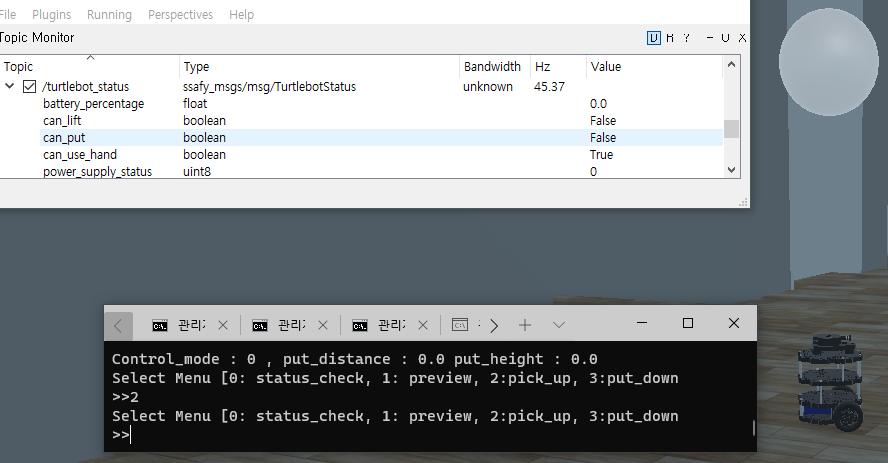 File Plugins Running Perspectives Help
Topic Monitor D R ? - U X
Topic Type Bandwidth Hz Value
/turtlebot_status ssafy_msgs/msg/TurtlebotStatus unknown 45.37
battery_percentage float 0.0
can_lift boolean False
can_put boolean False
can_use_hand boolean True
power_supply_status uint8 0
관리 관리 관리
Control_mode : 0 , put_distance : 0.0 put_height : 0.0
Select Menu [0: status_check, 1: preview, 2:pick_up, 3:put_down
>>2
Select Menu [0: status_check, 1: preview, 2:pick_up, 3:put_down
>>